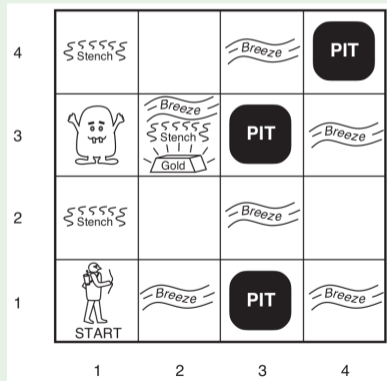 4
Stench
Breeze
PIT
3
Breeze
Stench
Gold
PIT
Breeze
2
Stench
Breeze
1
START
Breeze
PIT
Breeze
1 2 3 4